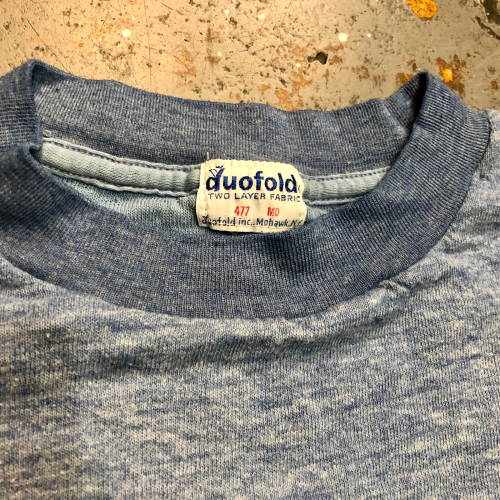 duofold
TWO LAYER FABRIC
477 MD
duofold inc., Mohawk, N.Y.